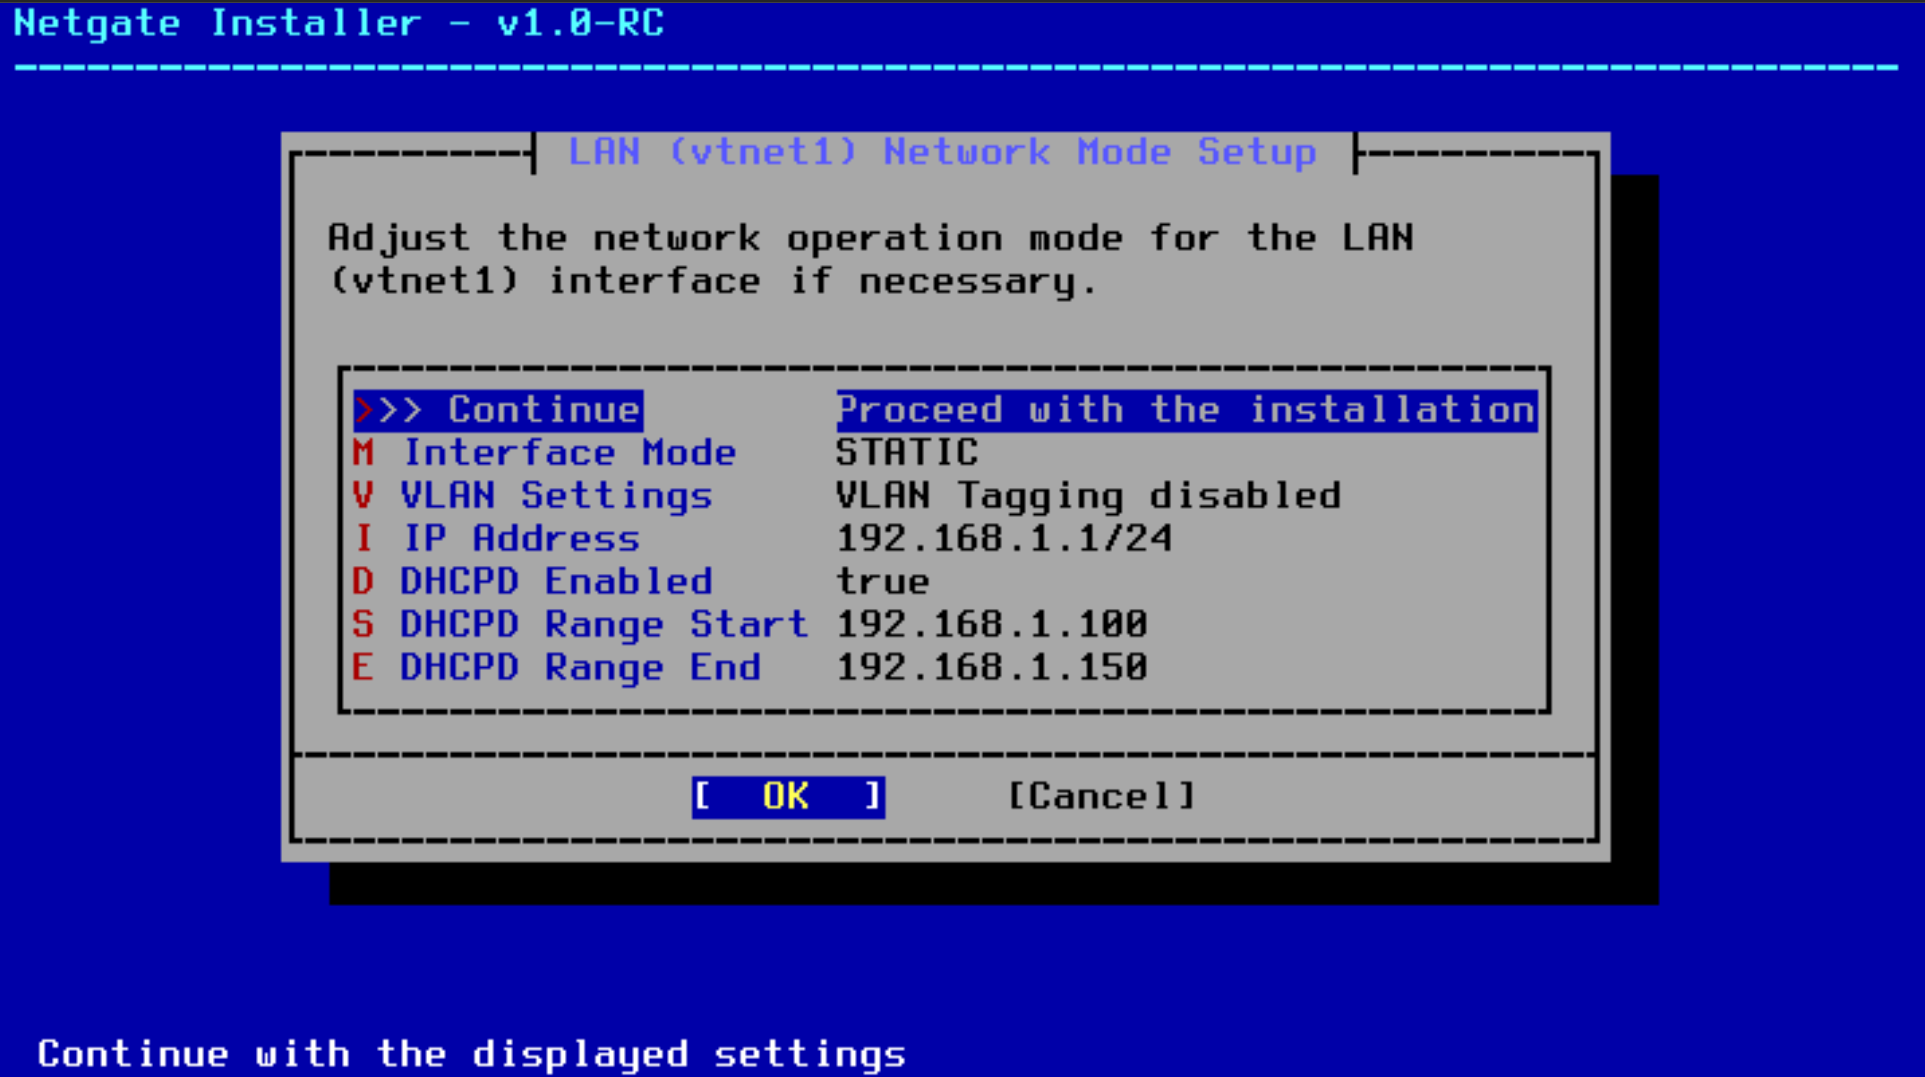 Netgate Installer - v1.0-RC
LAN (vtnet1) Network Mode Setup
Adjust the network operation mode for the LAN
(vtnet1) interface if necessary.
>>> Continue Proceed with the installation
M Interface Mode STATIC
V VLAN Settings VLAN Tagging disabled
I IP Address 192.168.1.1/24
D DHCPD Enabled true
S DHCPD Range Start 192.168.1.100
E DHCPD Range End 192.168.1.150
[ OK ] [Cancel]
Continue with the displayed settings